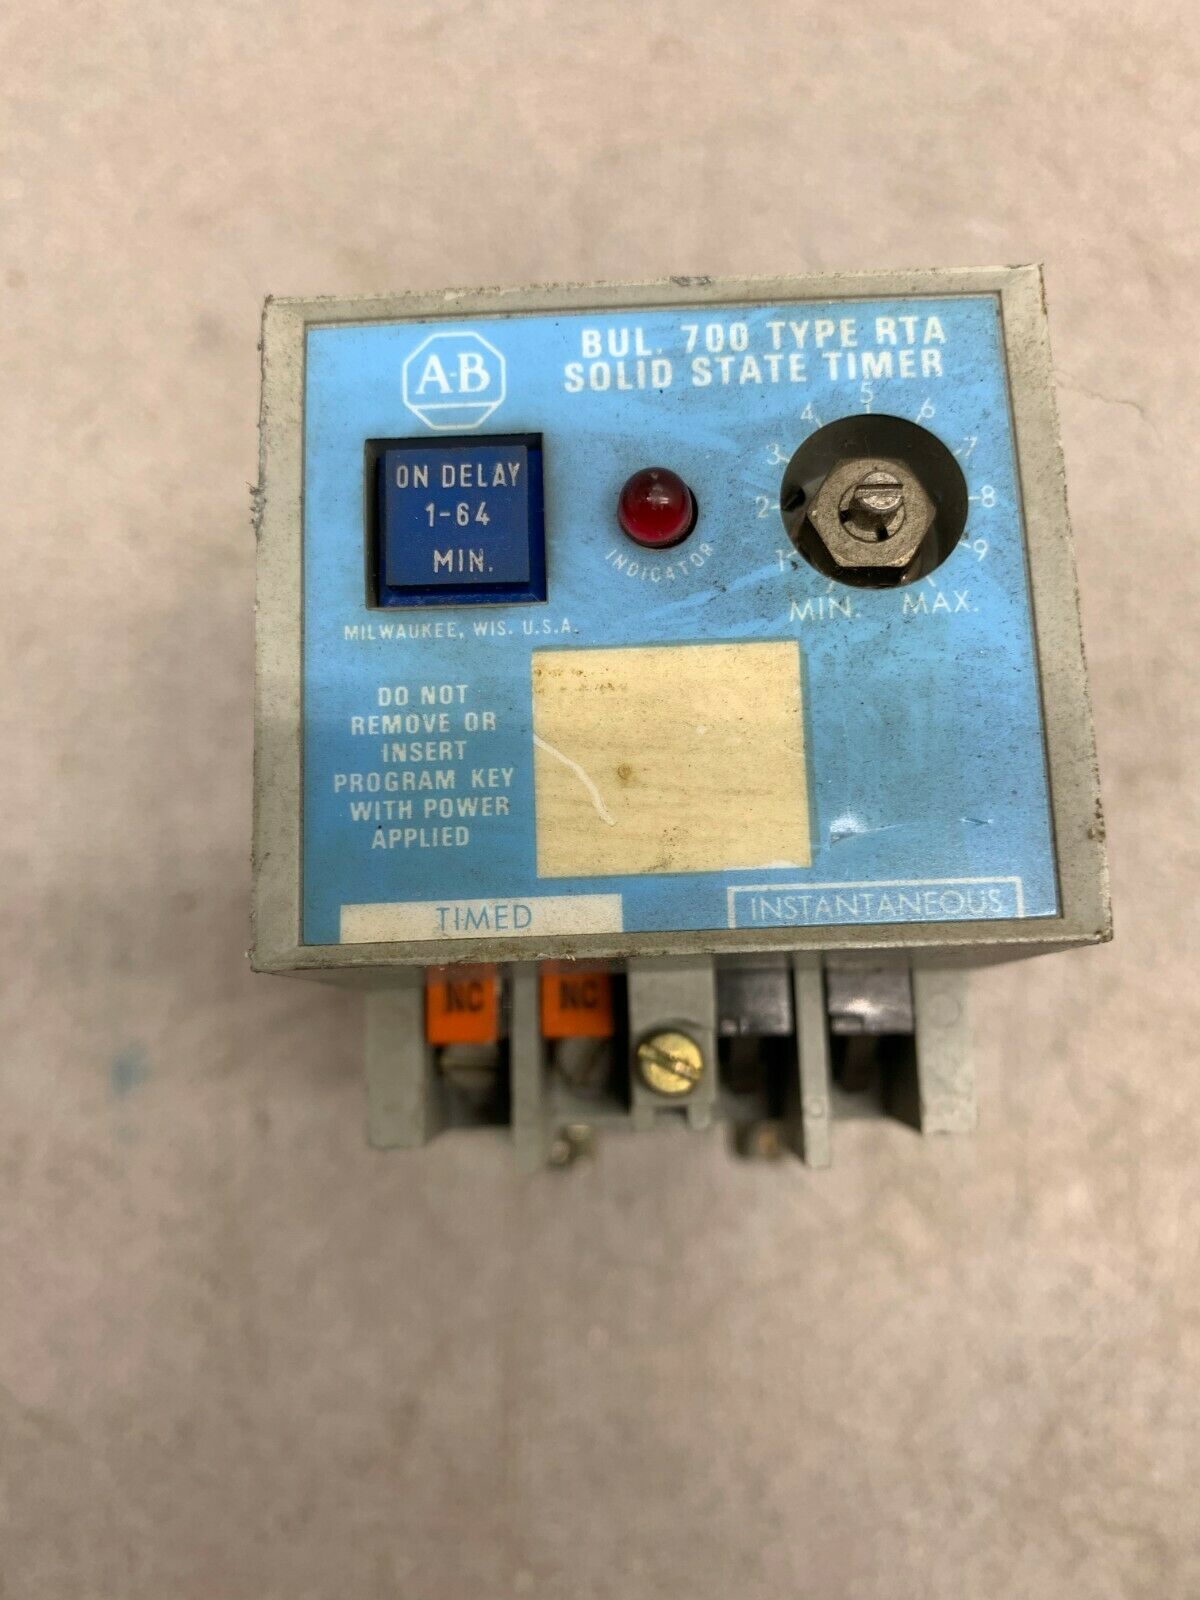 A-B
BUL. 700 TYPE RTA
SOLID STATE TIMER
ON DELAY
1-64
MIN.
INDICATOR
1
2
3
4
5
6
7
8
9
MIN. MAX.
MILWAUKEE, WIS. U.S.A.
DO NOT
REMOVE OR
INSERT
PROGRAM KEY
WITH POWER
APPLIED
TIMED
INSTANTANEOUS
NC NC